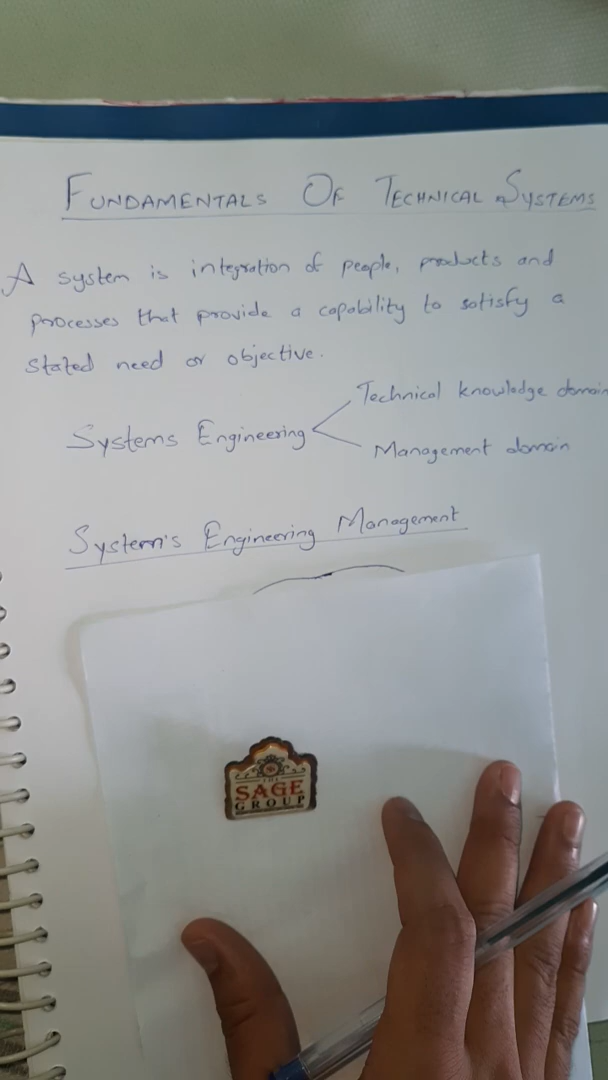 FUNDAMENTALS OF TECHNICAL SYSTEMS
A system is integration of people, products and
processes that provide a capability to satisfy a
stated need or objective.
Technical knowledge domain
Systems Engineering
Management domain
System's Engineering Management
THE
SAGE
GROUP